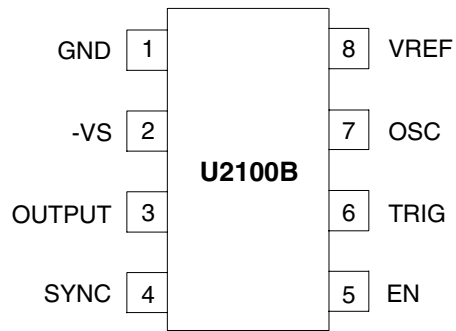 GND 1 8 VREF
-VS 2 7 OSC
U2100B
OUTPUT 3 6 TRIG
SYNC 4 5 EN